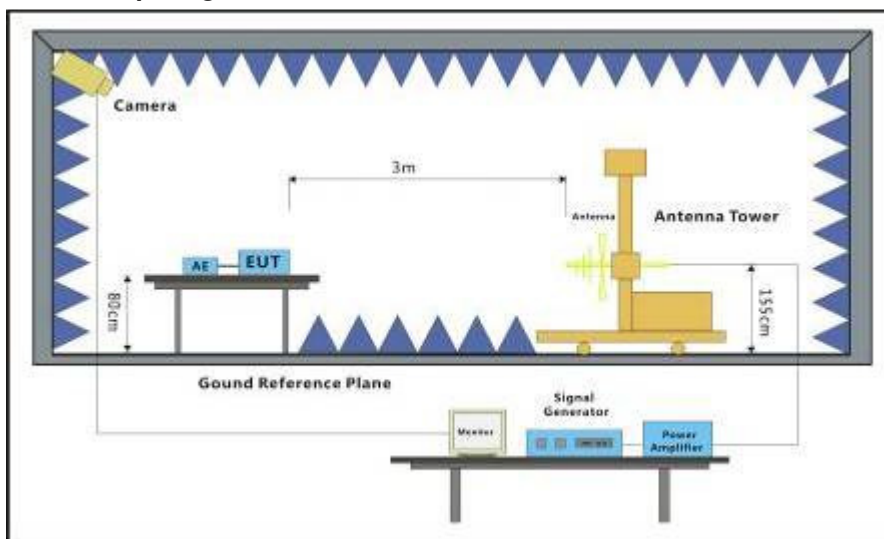 Camera
3m
Antenna
Antenna Tower
AE
EUT
80cm
155cm
Gound Reference Plane
Signal
Generator
Monitor
Power
Amplifier